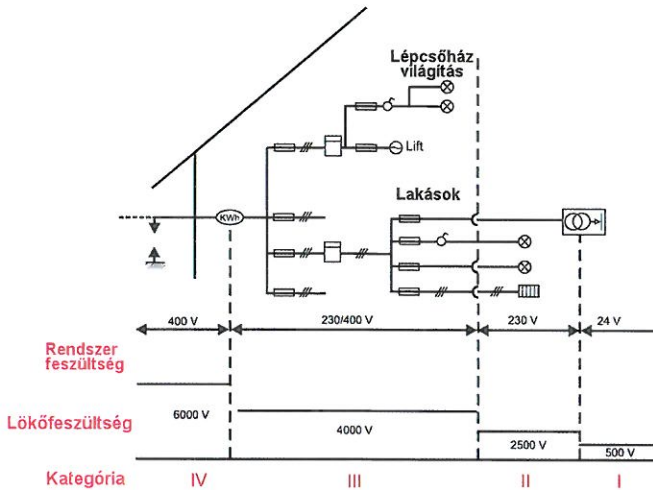 Lépcsőház
világítás
Lift
KWh
Lakások
400 V
230/400 V
230 V
24 V
Rendszer
feszültség
Lökőfeszültség
6000 V
4000 V
2500 V
500 V
Kategória
IV
III
II
I